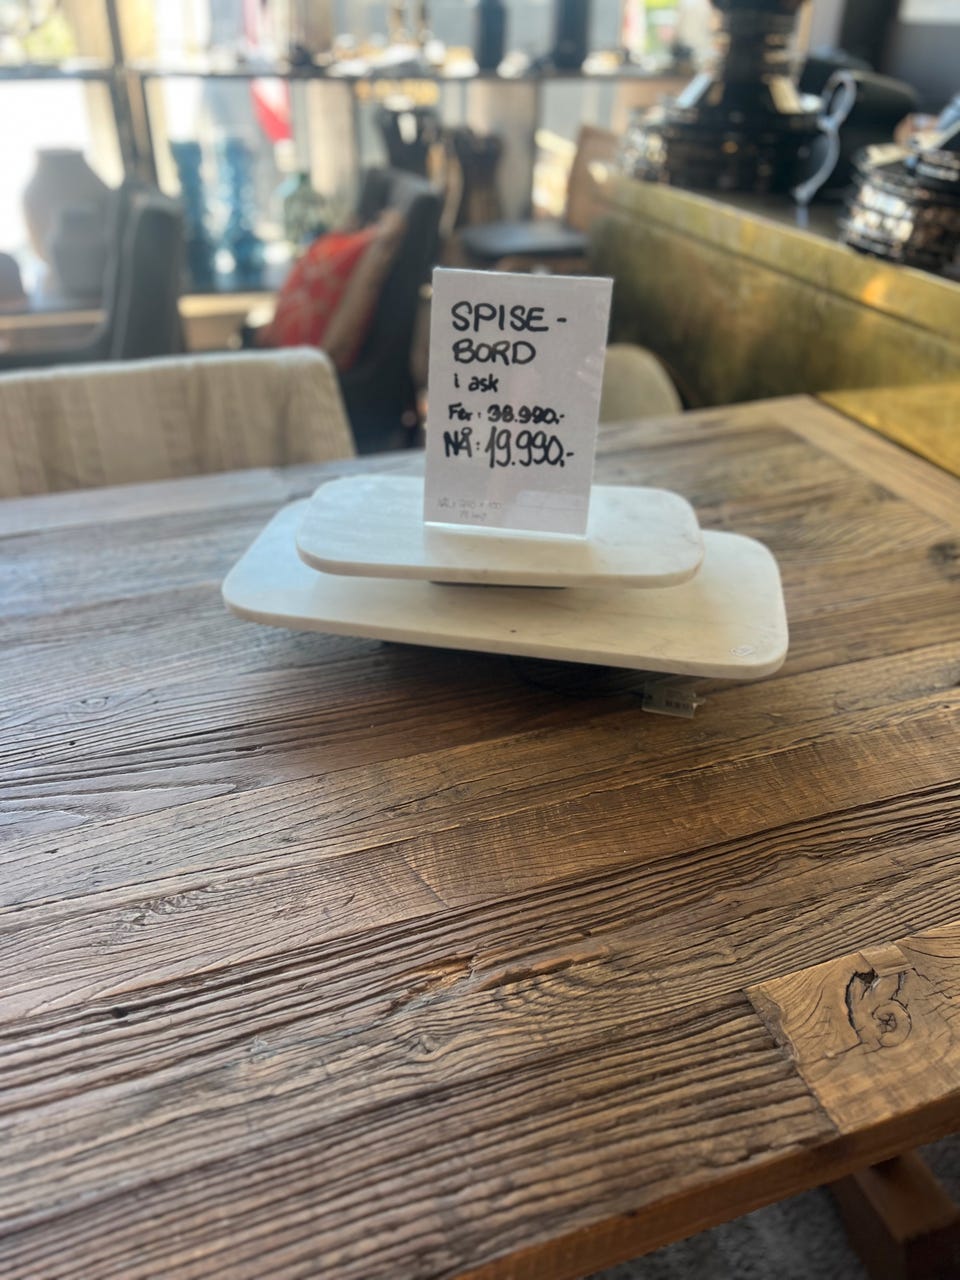 SPISE-
BORD
i ask
Før: 38.990.-
NÅ: 19.990,-